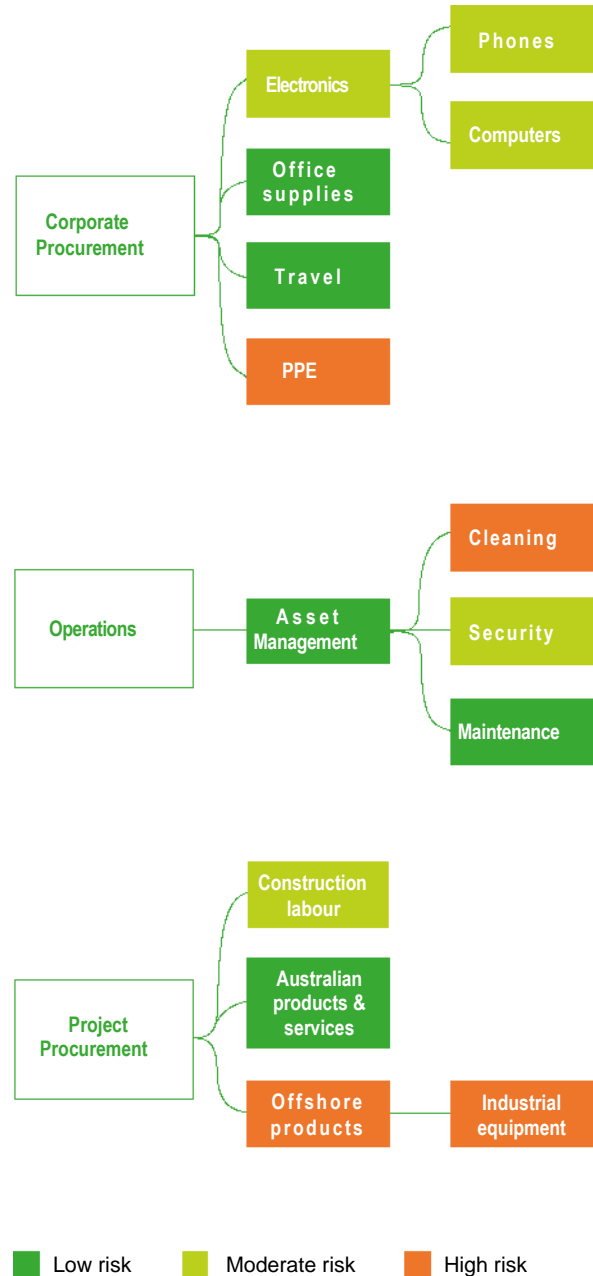 Phones
Electronics
Computers
Office
supplies
Corporate
Procurement
Travel
PPE
Cleaning
Operations
Asset
Management
Security
Maintenance
Construction
labour
Australian
products &
services
Project
Procurement
Offshore
products
Industrial
equipment
Low risk
Moderate risk
High risk